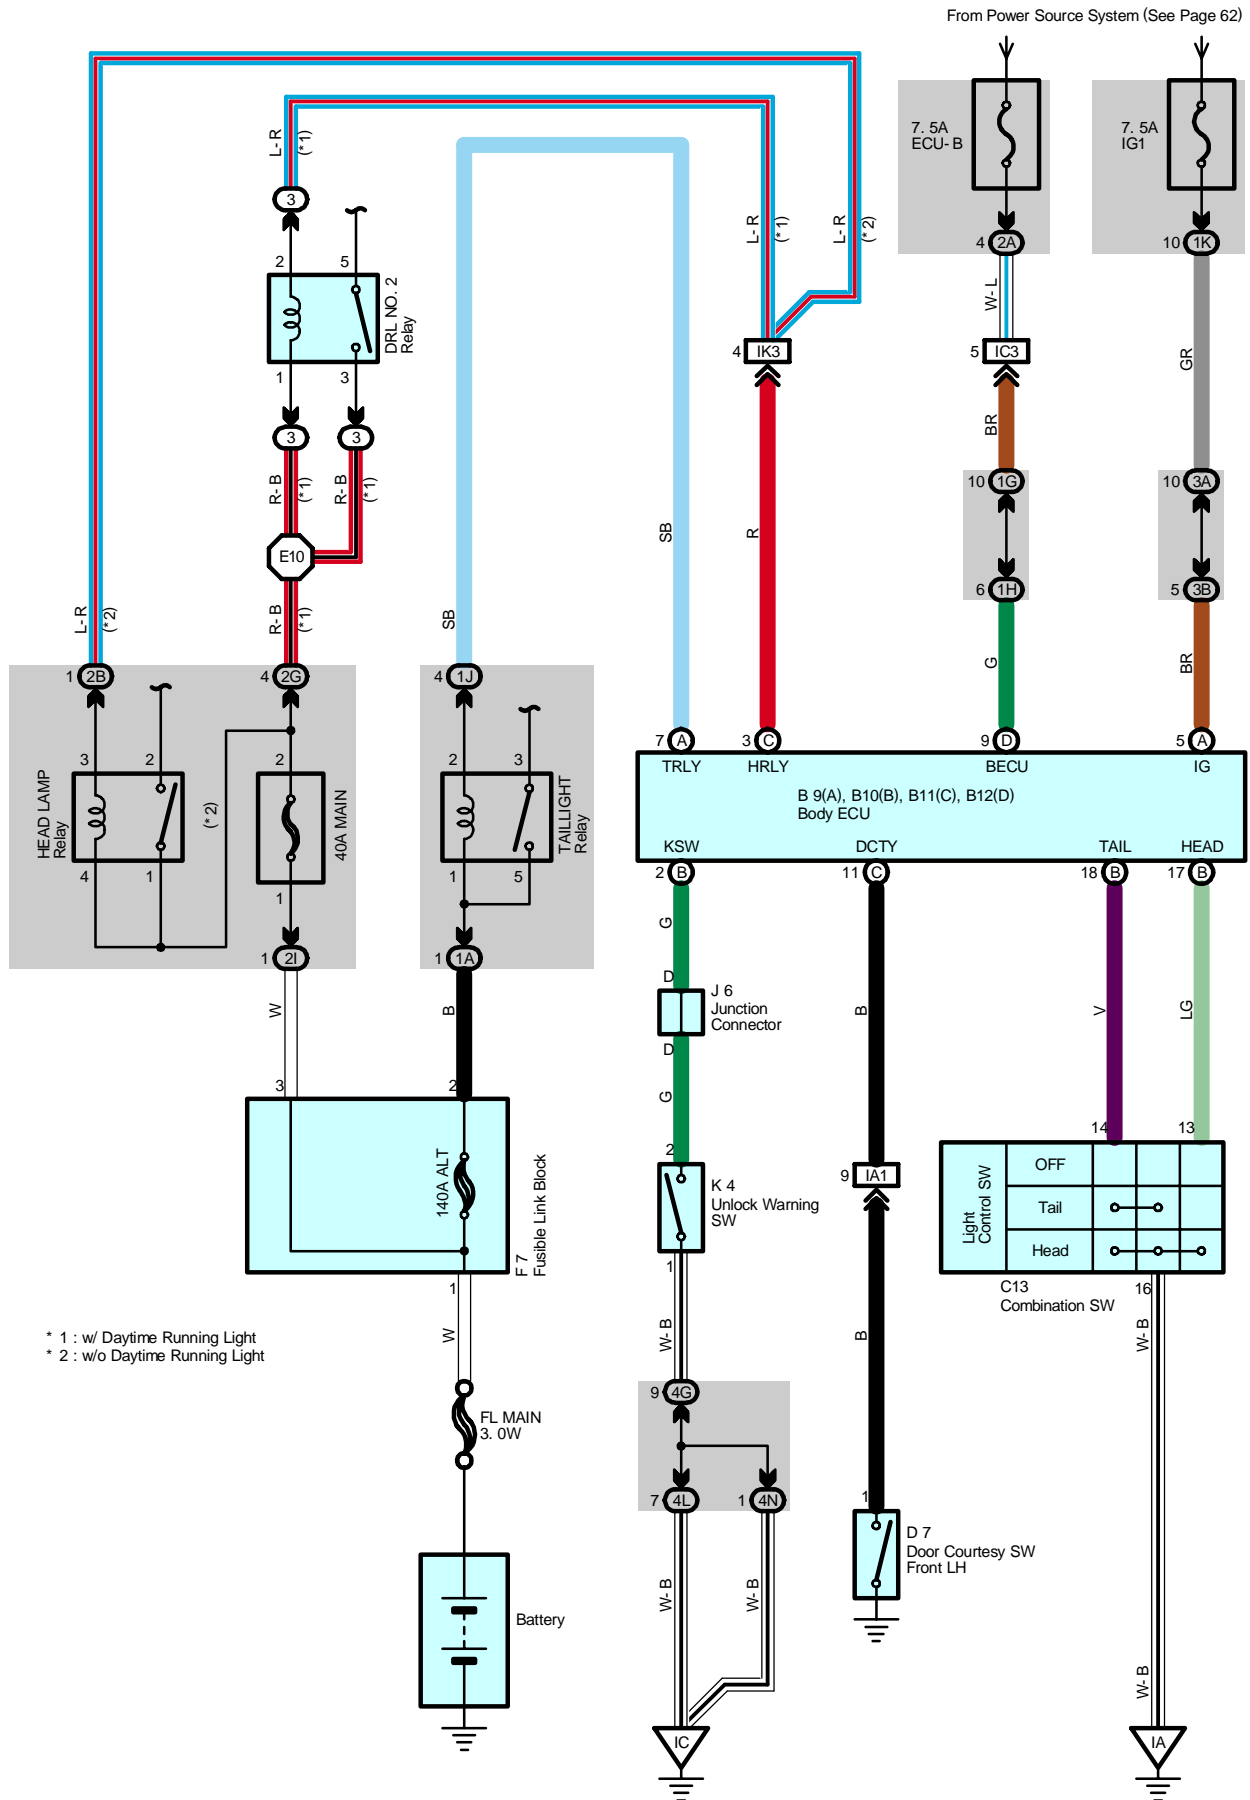 From Power Source System (See Page 62)
7. 5A
ECU- B
7. 5A
IG1
L- R
(* 1)
3
2
5
DRL NO. 2
Relay
1
3
3
3
R- B
(* 1)
R- B
(* 1)
E10
R- B
(* 1)
L- R
(* 2)
SB
L- R
(* 1)
L- R
(* 2)
4 IK3
R
SB
4 2A
W- L
5 IC3
BR
10 1G
6 1H
G
10 1K
GR
10 3A
5 3B
BR
1 2B
4 2G
4 1J
3
2
HEAD LAMP
Relay
4
1
(* 2)
2
40A MAIN
1
2
3
TAILLIGHT
Relay
1
5
1 2I
1 1A
7 A
3 C
9 D
5 A
TRLY
HRLY
BECU
IG
B 9(A), B10(B), B11(C), B12(D)
Body ECU
KSW
DCTY
TAIL
HEAD
2 B
11 C
18 B
17 B
W
B
3
2
140A ALT
F 7
Fusible Link Block
1
W
FL MAIN
3. 0W
Battery
* 1 : w/ Daytime Running Light
* 2 : w/o Daytime Running Light
G
D
J 6
Junction
Connector
D
G
2
K 4
Unlock Warning
SW
1
W- B
9 4G
7 4L
1 4N
W- B
W- B
IC
B
9 IA1
B
1
D 7
Door Courtesy SW
Front LH
V
LG
14
13
Light
Control SW
OFF
Tail
Head
C13
Combination SW
16
W- B
W- B
IA